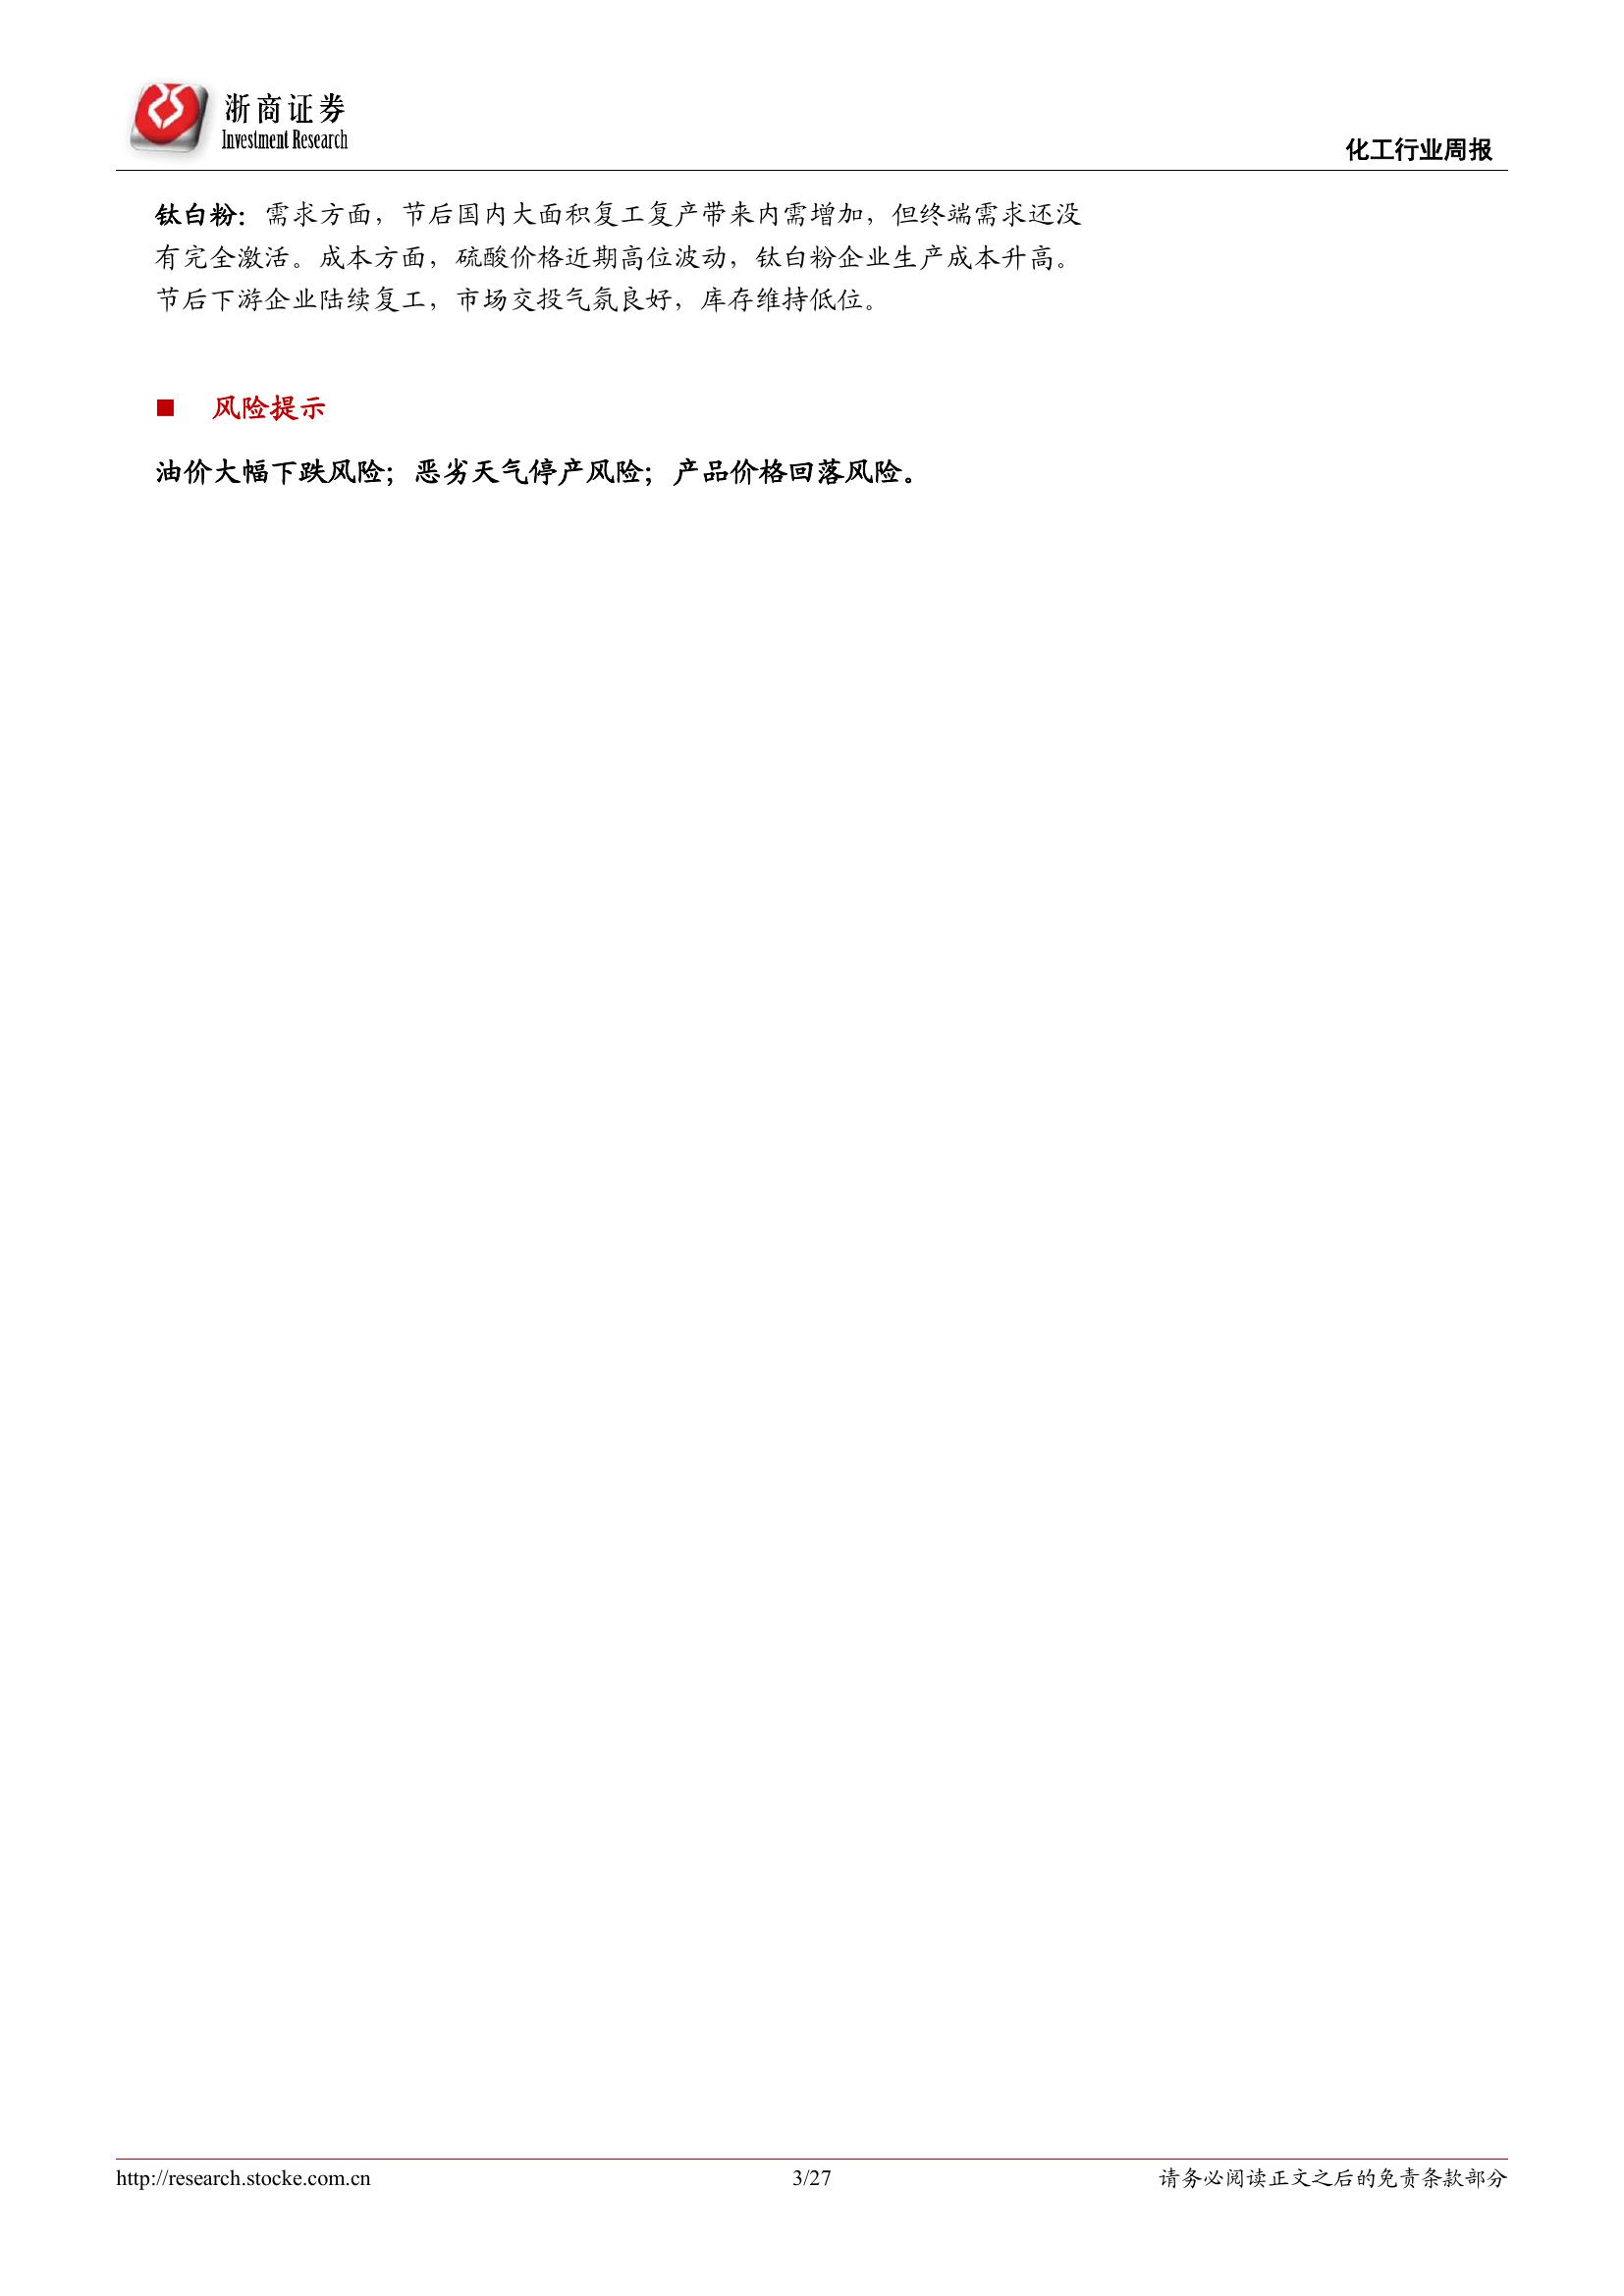 浙商证券
Investment Research
化工行业周报
钛白粉：需求方面，节后国内大面积复工复产带来内需增加，但终端需求还没
有完全激活。成本方面，硫酸价格近期高位波动，钛白粉企业生产成本升高。
节后下游企业陆续复工，市场交投气氛良好，库存维持低位。
■ 风险提示
油价大幅下跌风险；恶劣天气停产风险；产品价格回落风险。
http://research.stocke.com.cn
3/27
请务必阅读正文之后的免责条款部分